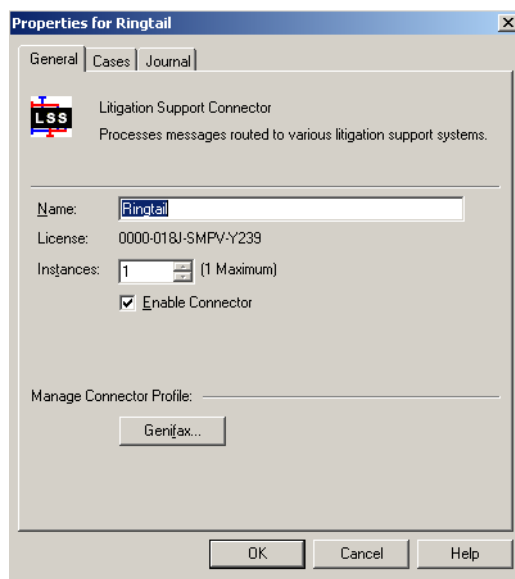 Properties for Ringtail
General Cases Journal
LSS
Litigation Support Connector
Processes messages routed to various litigation support systems.
Name: Ringtail
License: 0000-018J-SMPV-Y239
Instances: 1 (1 Maximum)
Enable Connector
Manage Connector Profile:
Genifax...
OK Cancel Help